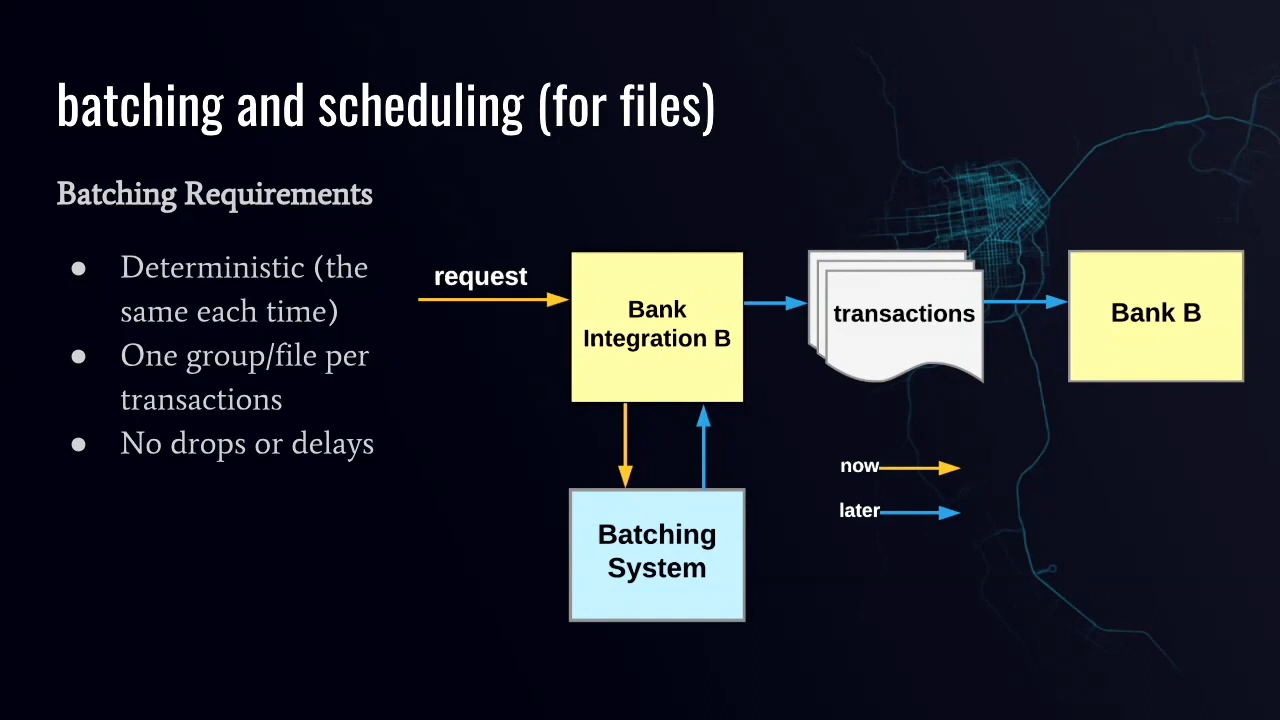 batching and scheduling (for files)
Batching Requirements
● Deterministic (the
same each time)
● One group/file per
transactions
● No drops or delays
request
Bank
Integration B
transactions
Bank B
Batching
System
now
later